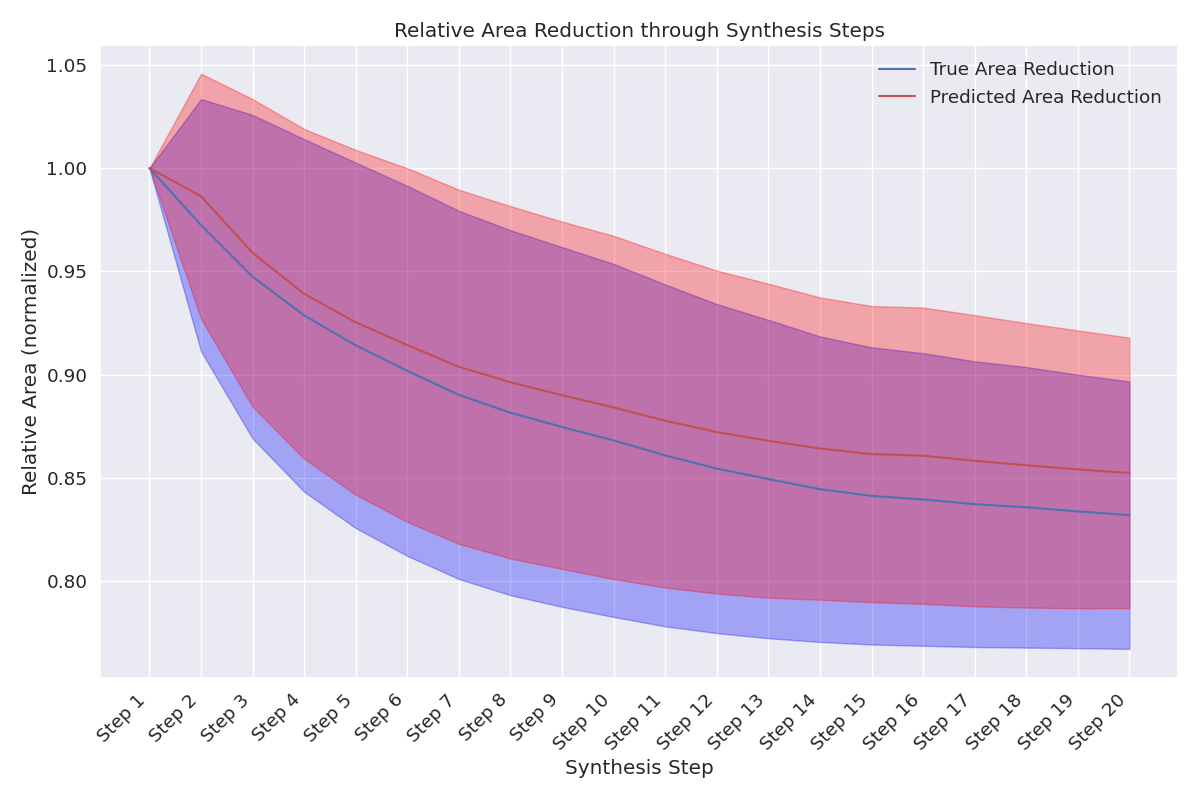 Relative Area Reduction through Synthesis Steps
True Area Reduction
Predicted Area Reduction
Relative Area (normalized)
1.05
1.00
0.95
0.90
0.85
0.80
Step 1
Step 2
Step 3
Step 4
Step 5
Step 6
Step 7
Step 8
Step 9
Step 10
Step 11
Step 12
Step 13
Step 14
Step 15
Step 16
Step 17
Step 18
Step 19
Step 20
Synthesis Step